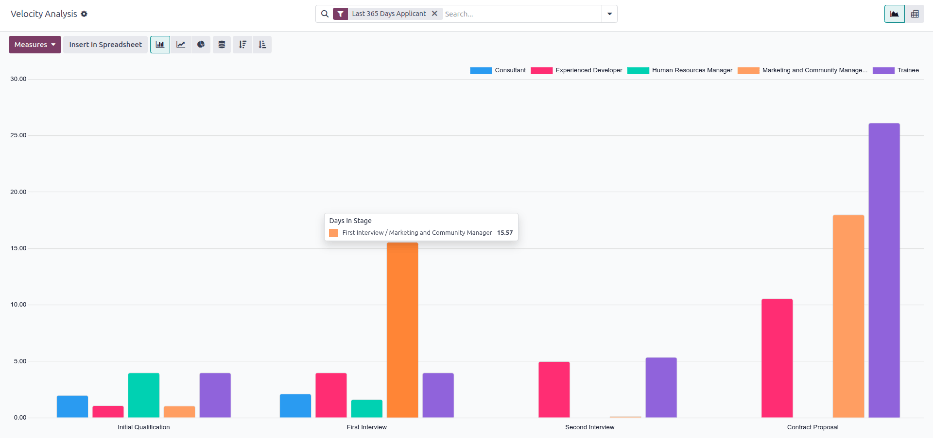 Velocity Analysis
Last 365 Days Applicant
Search...
Measures
Insert in Spreadsheet
Consultant
Experienced Developer
Human Resources Manager
Marketing and Community Manage...
Trainee
30.00
25.00
20.00
15.00
10.00
5.00
0.00
Days in Stage
First Interview / Marketing and Community Manager 15.57
Initial Qualification
First Interview
Second Interview
Contract Proposal